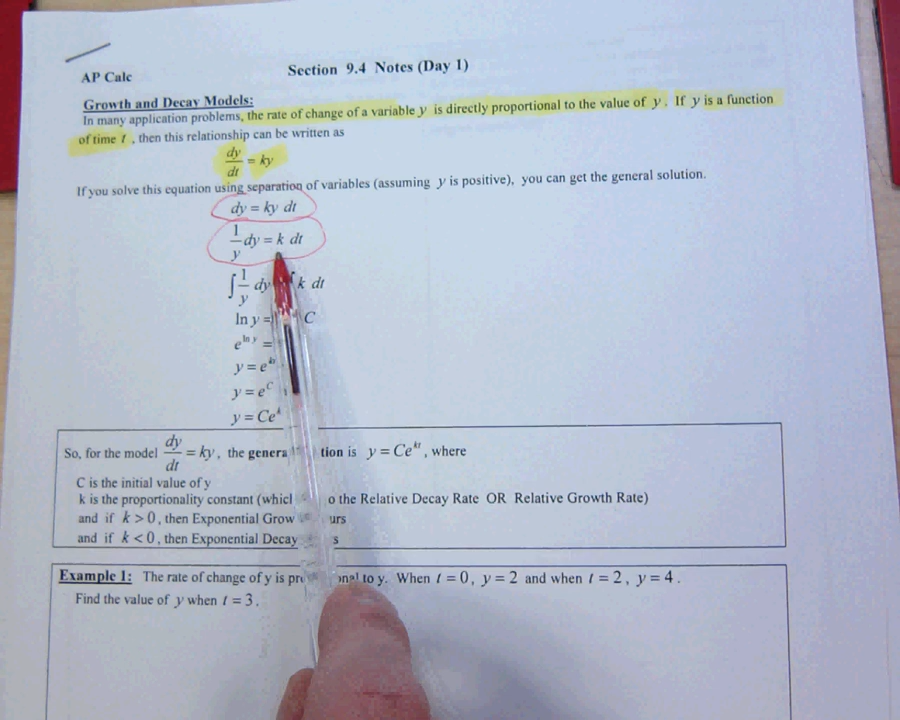 AP Calc
Section 9.4 Notes (Day 1)
Growth and Decay Models:
In many application problems, the rate of change of a variable y is directly proportional to the value of y. If y is a function
of time t, then this relationship can be written as
dy/dt = ky
If you solve this equation using separation of variables (assuming y is positive), you can get the general solution.
dy = ky dt
1/y dy = k dt
∫ 1/y dy ∫ k dt
ln y = C
e^(ln y) =
y = e^(kt
y = e^C
y = Ce^k
So, for the model dy/dt = ky, the genera tion is y = Ce^(kt), where
C is the initial value of y
k is the proportionality constant (whic o the Relative Decay Rate OR Relative Growth Rate)
and if k > 0, then Exponential Grow urs
and if k < 0, then Exponential Decay s
Example 1: The rate of change of y is pr onal to y. When t = 0, y = 2 and when t = 2, y = 4.
Find the value of y when t = 3.